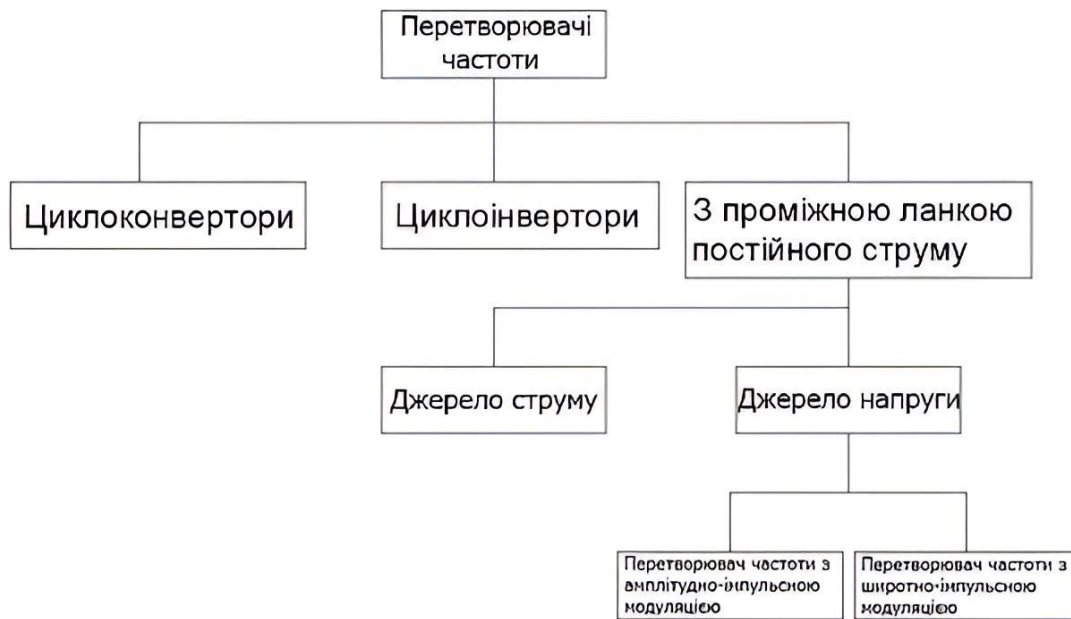 Перетворювачі
частоти
Циклоконвертори
Циклоінвертори
З проміжною ланкою
постійного струму
Джерело струму
Джерело напруги
Перетворювач частоти з
амплітудно-імпульсною
модуляцією
Перетворювач частоти з
широтно-імпульсною
модуляцією